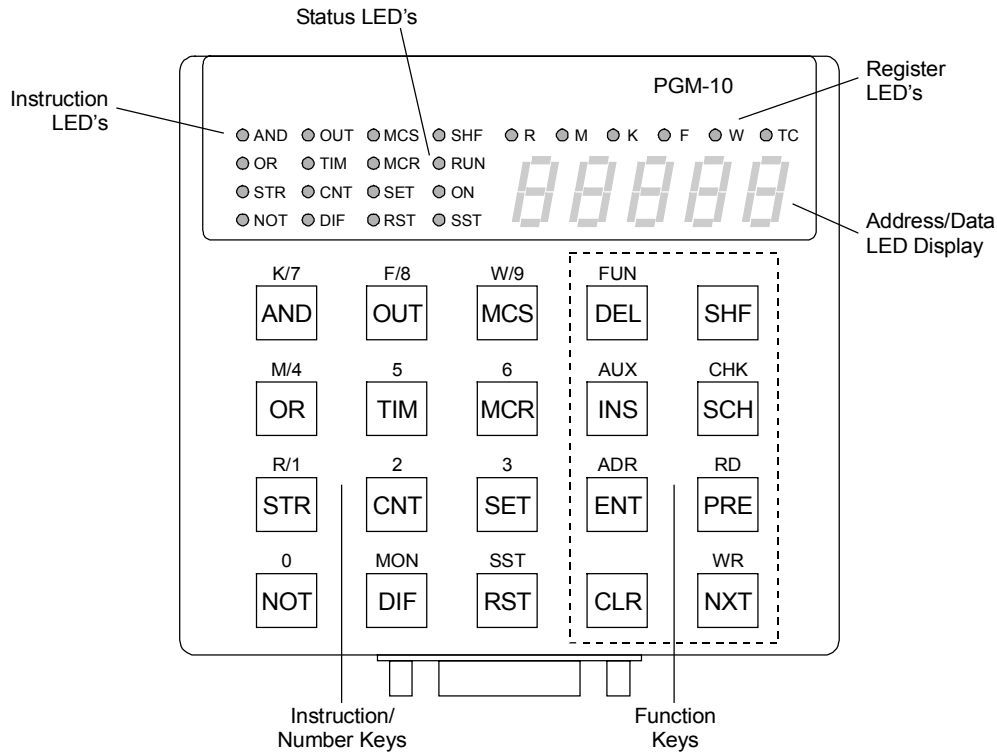 Status LED's
PGM-10
Register
LED's
Instruction
LED's
AND OUT MCS SHF R M K F W TC
OR TIM MCR RUN
STR CNT SET ON
NOT DIF RST SST
Address/Data
LED Display
K/7 F/8 W/9 FUN
AND OUT MCS DEL SHF
M/4 5 6 AUX CHK
OR TIM MCR INS SCH
R/1 2 3 ADR RD
STR CNT SET ENT PRE
0 MON SST WR
NOT DIF RST CLR NXT
Instruction/
Number Keys
Function
Keys